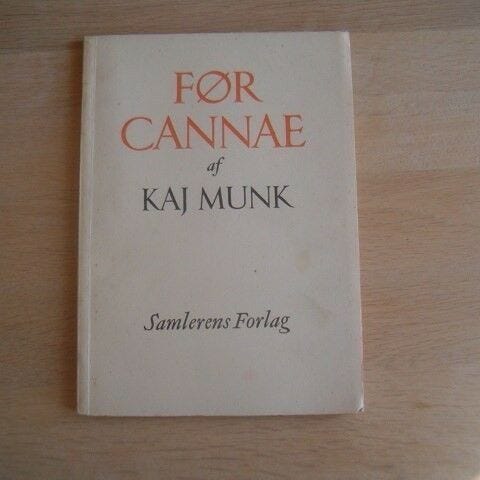 FØR
CANNAE
af
KAJ MUNK
Samlerens Forlag